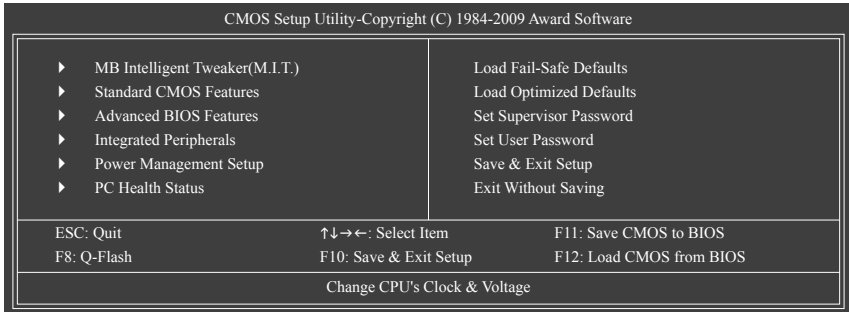 CMOS Setup Utility-Copyright (C) 1984-2009 Award Software
MB Intelligent Tweaker(M.I.T.)
Standard CMOS Features
Advanced BIOS Features
Integrated Peripherals
Power Management Setup
PC Health Status
Load Fail-Safe Defaults
Load Optimized Defaults
Set Supervisor Password
Set User Password
Save & Exit Setup
Exit Without Saving
ESC: Quit ↑↓→←: Select Item F11: Save CMOS to BIOS
F8: Q-Flash F10: Save & Exit Setup F12: Load CMOS from BIOS
Change CPU's Clock & Voltage